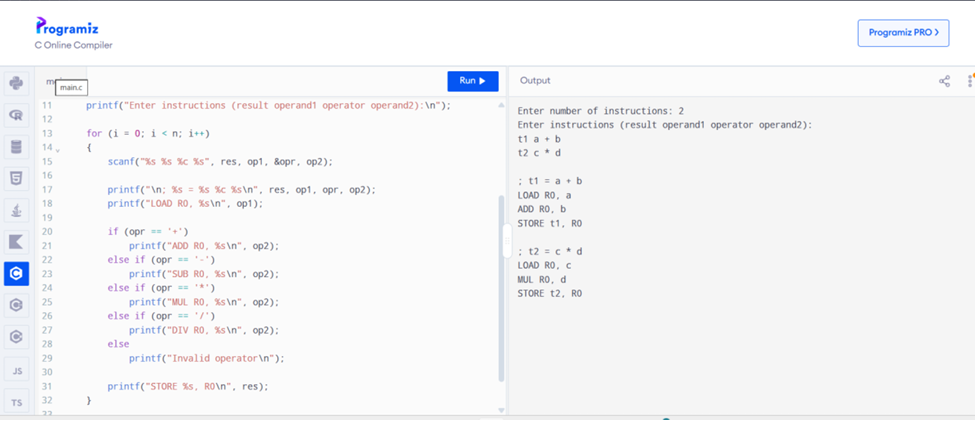 Programiz
C Online Compiler
Programiz PRO >
main.c
Run
Output
11 printf("Enter instructions (result operand1 operator operand2):\n");
12
13 for (i = 0; i < n; i++)
14 {
15 scanf("%s %s %c %s", res, op1, &opr, op2);
16
17 printf("\n; %s = %s %c %s\n", res, op1, opr, op2);
18 printf("LOAD R0, %s\n", op1);
19
20 if (opr == '+')
21 printf("ADD R0, %s\n", op2);
22 else if (opr == '-')
23 printf("SUB R0, %s\n", op2);
24 else if (opr == '*')
25 printf("MUL R0, %s\n", op2);
26 else if (opr == '/')
27 printf("DIV R0, %s\n", op2);
28 else
29 printf("Invalid operator\n");
30
31 printf("STORE %s, R0\n", res);
32 }
JS
TS
Enter number of instructions: 2
Enter instructions (result operand1 operator operand2):
t1 a + b
t2 c * d
; t1 = a + b
LOAD R0, a
ADD R0, b
STORE t1, R0
; t2 = c * d
LOAD R0, c
MUL R0, d
STORE t2, R0